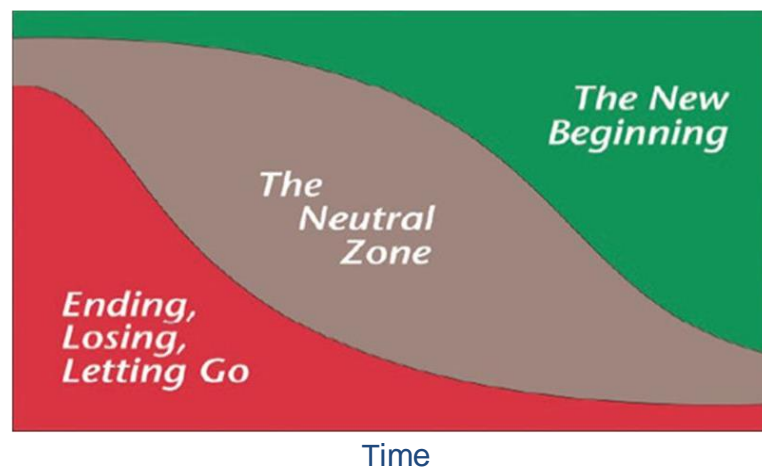 The New
Beginning
The
Neutral
Zone
Ending,
Losing,
Letting Go
Time